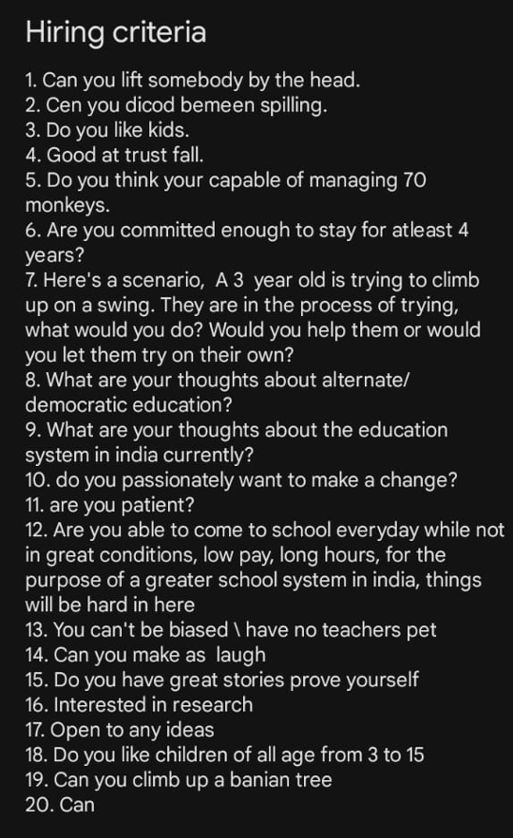 Hiring criteria
1. Can you lift somebody by the head.
2. Cen you dicod bemeen spilling.
3. Do you like kids.
4. Good at trust fall.
5. Do you think your capable of managing 70
monkeys.
6. Are you committed enough to stay for atleast 4
years?
7. Here's a scenario,  A 3  year old is trying to climb
up on a swing. They are in the process of trying,
what would you do? Would you help them or would
you let them try on their own?
8. What are your thoughts about alternate/
democratic education?
9. What are your thoughts about the education
system in india currently?
10. do you passionately want to make a change?
11. are you patient?
12. Are you able to come to school everyday while not
in great conditions, low pay, long hours, for the
purpose of a greater school system in india, things
will be hard in here
13. You can't be biased \ have no teachers pet
14. Can you make as  laugh
15. Do you have great stories prove yourself
16. Interested in research
17. Open to any ideas
18. Do you like children of all age from 3 to 15
19. Can you climb up a banian tree
20. Can